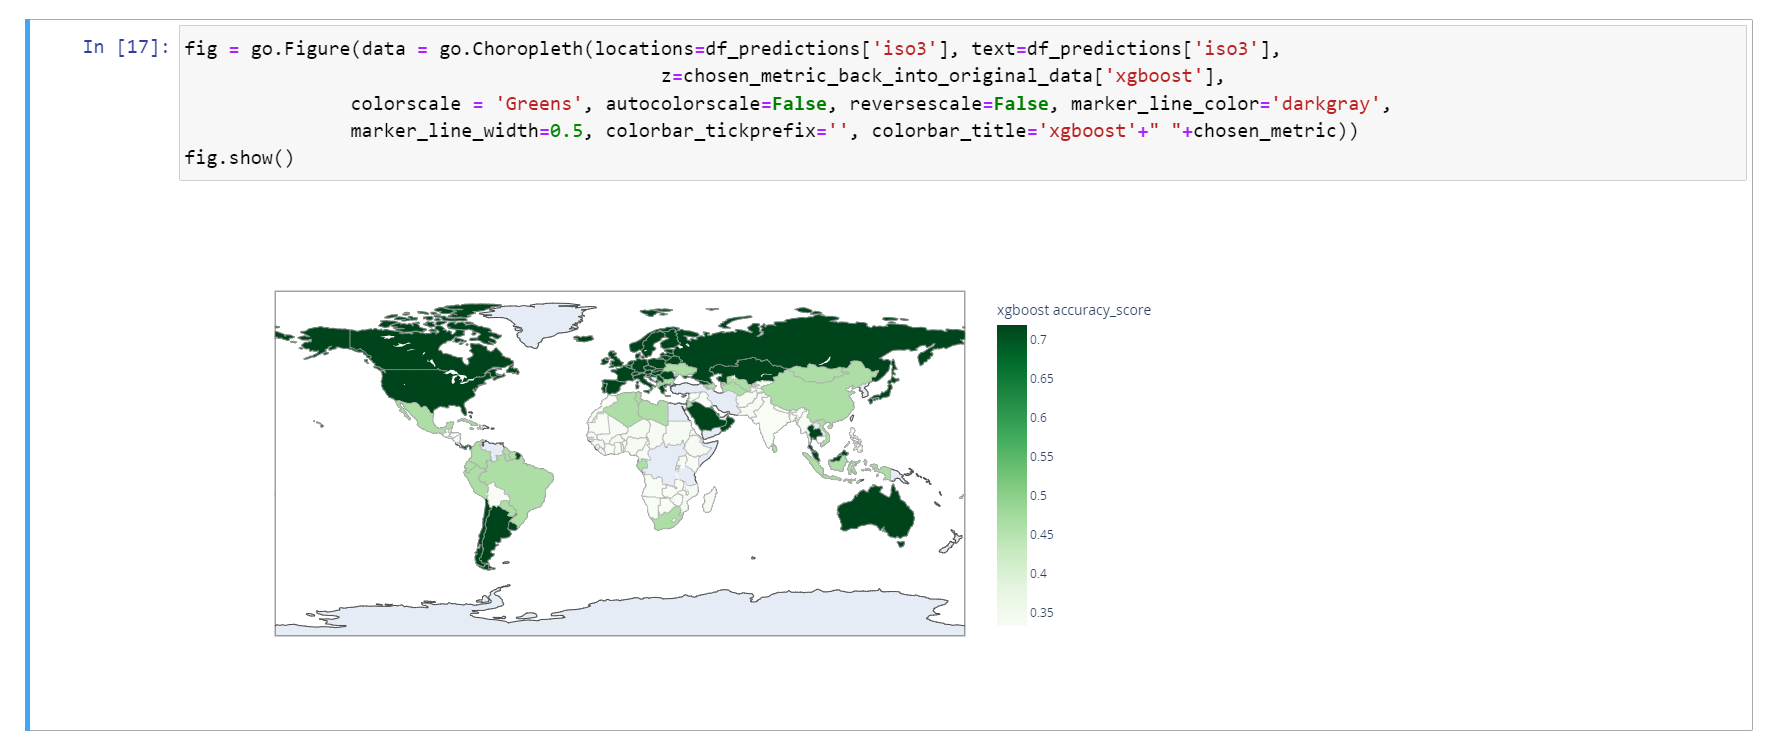 In [17]: fig = go.Figure(data = go.Choropleth(locations=df_predictions['iso3'], text=df_predictions['iso3'],
z=chosen_metric_back_into_original_data['xgboost'],
colorscale = 'Greens', autocolorscale=False, reversescale=False, marker_line_color='darkgray',
marker_line_width=0.5, colorbar_tickprefix='', colorbar_title='xgboost'+" "+chosen_metric))
fig.show()
xgboost accuracy_score
0.7
0.65
0.6
0.55
0.5
0.45
0.4
0.35